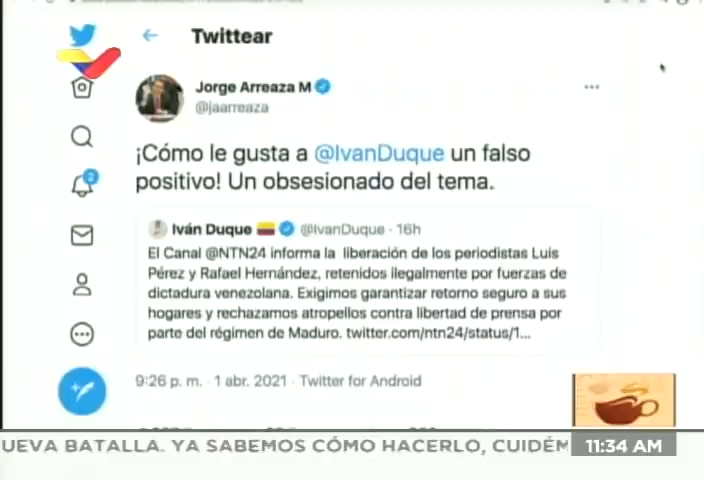 Twittear
Jorge Arreaza M
@jaarreaza
¡Cómo le gusta a @IvanDuque un falso
positivo! Un obsesionado del tema.
Iván Duque @IvanDuque · 16h
El Canal @NTN24 informa la liberación de los periodistas Luis
Pérez y Rafael Hernández, retenidos ilegalmente por fuerzas de
dictadura venezolana. Exigimos garantizar retorno seguro a sus
hogares y rechazamos atropellos contra libertad de prensa por
parte del régimen de Maduro. twitter.com/ntn24/status/1...
2
9:26 p. m. · 1 abr. 2021 · Twitter for Android
UEVA BATALLA. YA SABEMOS CÓMO HACERLO, CUIDÉM
11:34 AM